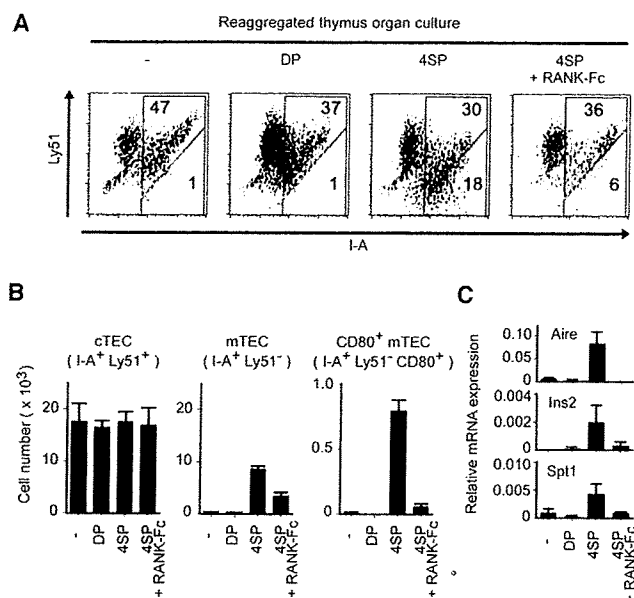 A
Reaggregated thymus organ culture
- DP 4SP 4SP + RANK-Fc
47 37 30 36
1 1 18 6
Ly51
I-A
B
cTEC
( I-A+ Ly51+)
mTEC
( I-A+ Ly51-)
CD80+ mTEC
( I-A+ Ly51- CD80+)
Cell number ( x 10³)
20
10
0
20
10
0
1.0
0.5
0
- DP 4SP 4SP + RANK-Fc
- DP 4SP 4SP + RANK-Fc
- DP 4SP 4SP + RANK-Fc
C
Relative mRNA expression
Aire
0.10
0.05
0
Ins2
0.004
0.002
0
Spt1
0.010
0.005
0
- DP 4SP 4SP + RANK-Fc